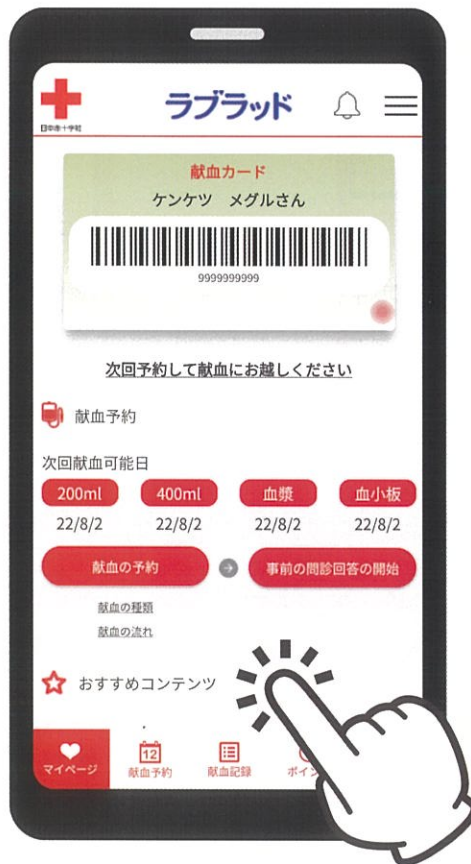 日本赤十字社
ラブラッド
献血カード
ケンケツ メグルさん
9999999999
次回予約して献血にお越しください
献血予約
次回献血可能日
200ml 400ml 血漿 血小板
22/8/2 22/8/2 22/8/2 22/8/2
献血の予約 事前の問診回答の開始
献血の種類
献血の流れ
おすすめコンテンツ
12
マイページ 献血予約 献血記録 ポイン